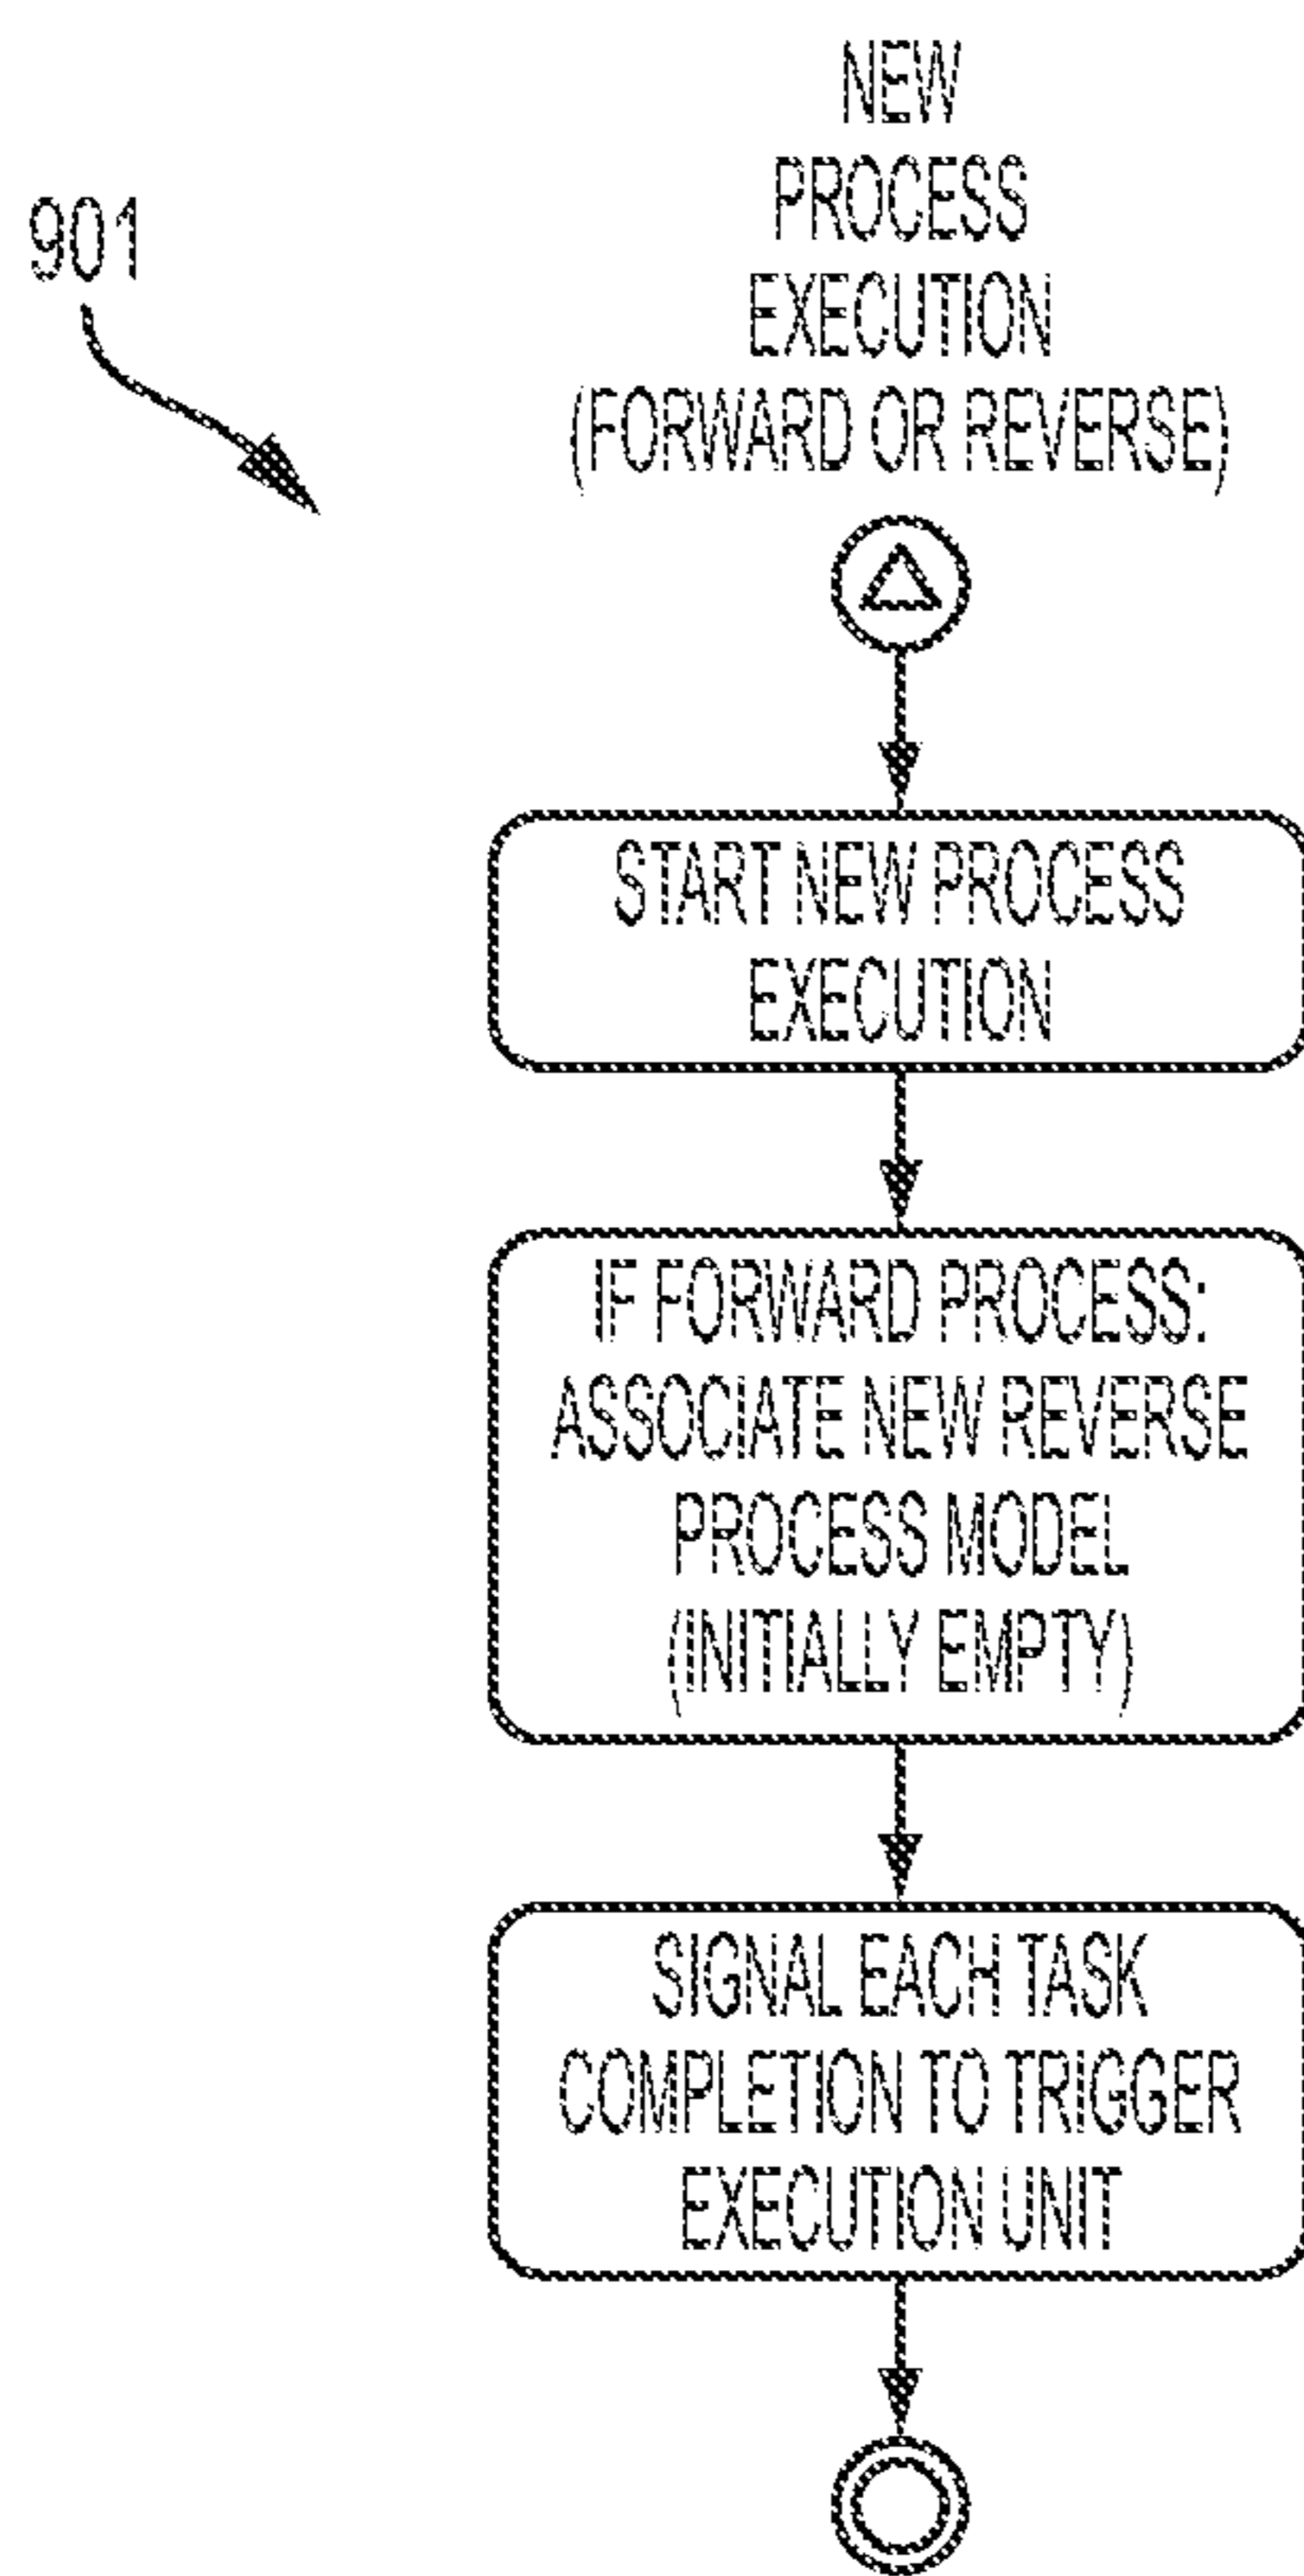 NEW
PROCESS
EXECUTION
(FORWARD OR REVERSE)
901
START NEW PROCESS
EXECUTION
IF FORWARD PROCESS:
ASSOCIATE NEW REVERSE
PROCESS MODEL
(INITIALLY EMPTY)
SIGNAL EACH TASK
COMPLETION TO TRIGGER
EXECUTION UNIT